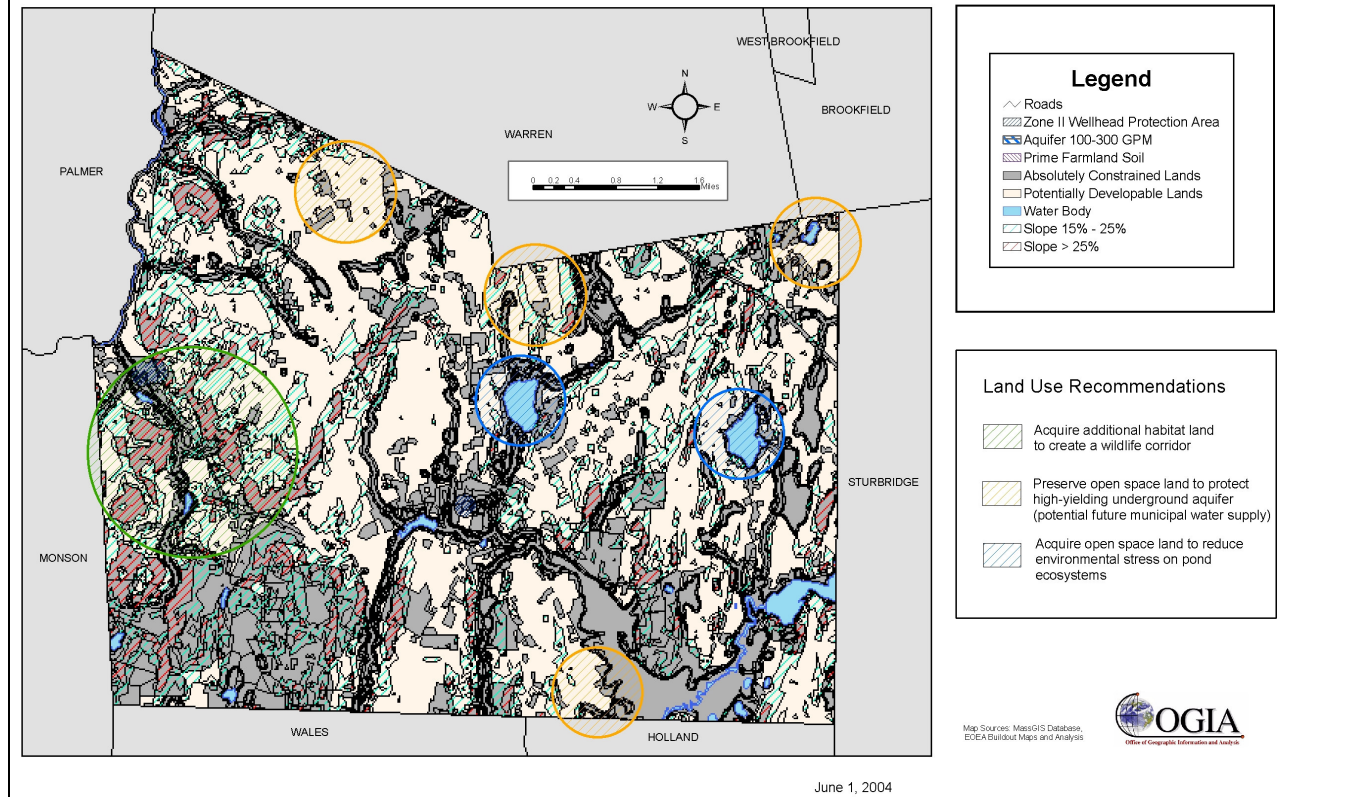 WEST BROOKFIELD
BROOKFIELD
WARREN
PALMER
N
W
E
S
0 0.2 0.4 0.8 1.2 1.6
Miles
STURBRIDGE
MONSON
WALES
HOLLAND
Legend
Roads
Zone II Wellhead Protection Area
Aquifer 100-300 GPM
Prime Farmland Soil
Absolutely Constrained Lands
Potentially Developable Lands
Water Body
Slope 15% - 25%
Slope > 25%
Land Use Recommendations
Acquire additional habitat land
to create a wildlife corridor
Preserve open space land to protect
high-yielding underground aquifer
(potential future municipal water supply)
Acquire open space land to reduce
environmental stress on pond
ecosystems
Map Sources: MassGIS Database,
EOEA Buildout Maps and Analysis
OGIA
Office of Geographic Information and Analysis
June 1, 2004